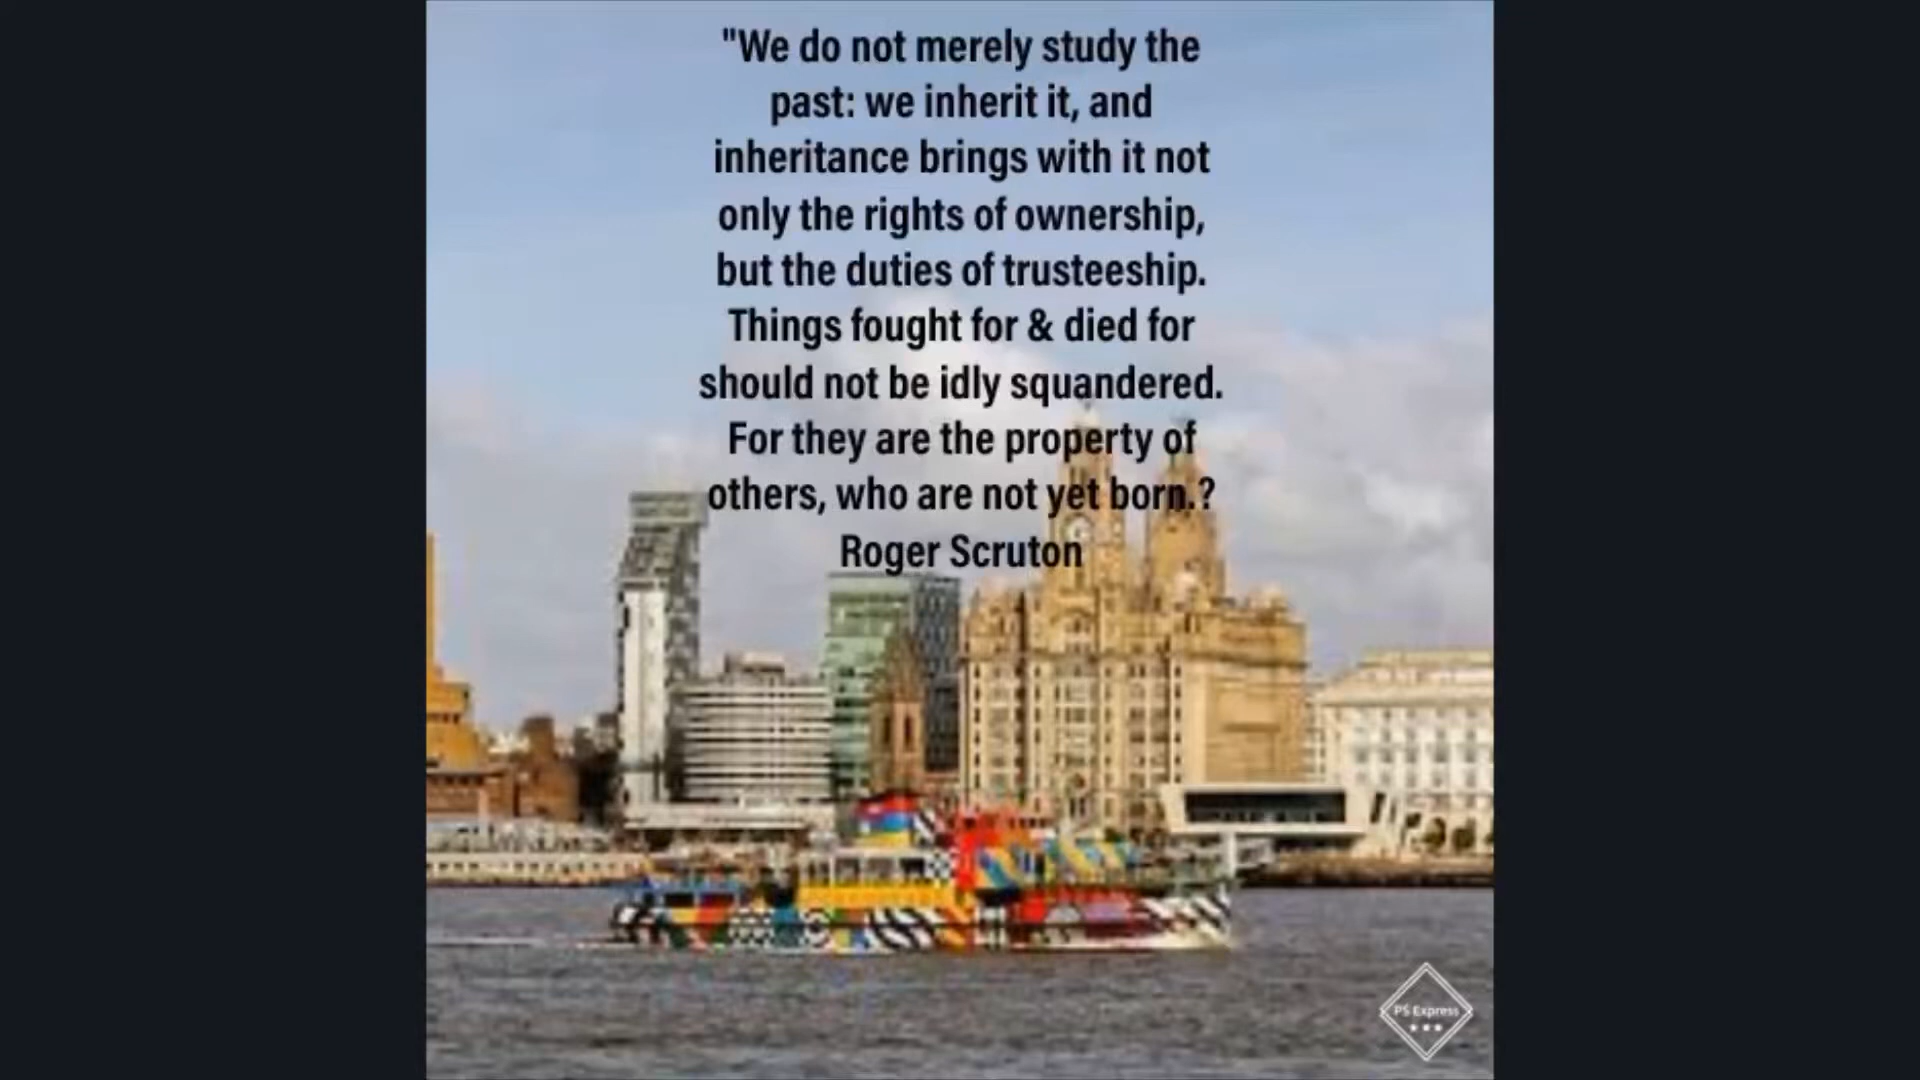 "We do not merely study the
past: we inherit it, and
inheritance brings with it not
only the rights of ownership,
but the duties of trusteeship.
Things fought for & died for
should not be idly squandered.
For they are the property of
others, who are not yet born.?
Roger Scruton
PS Express